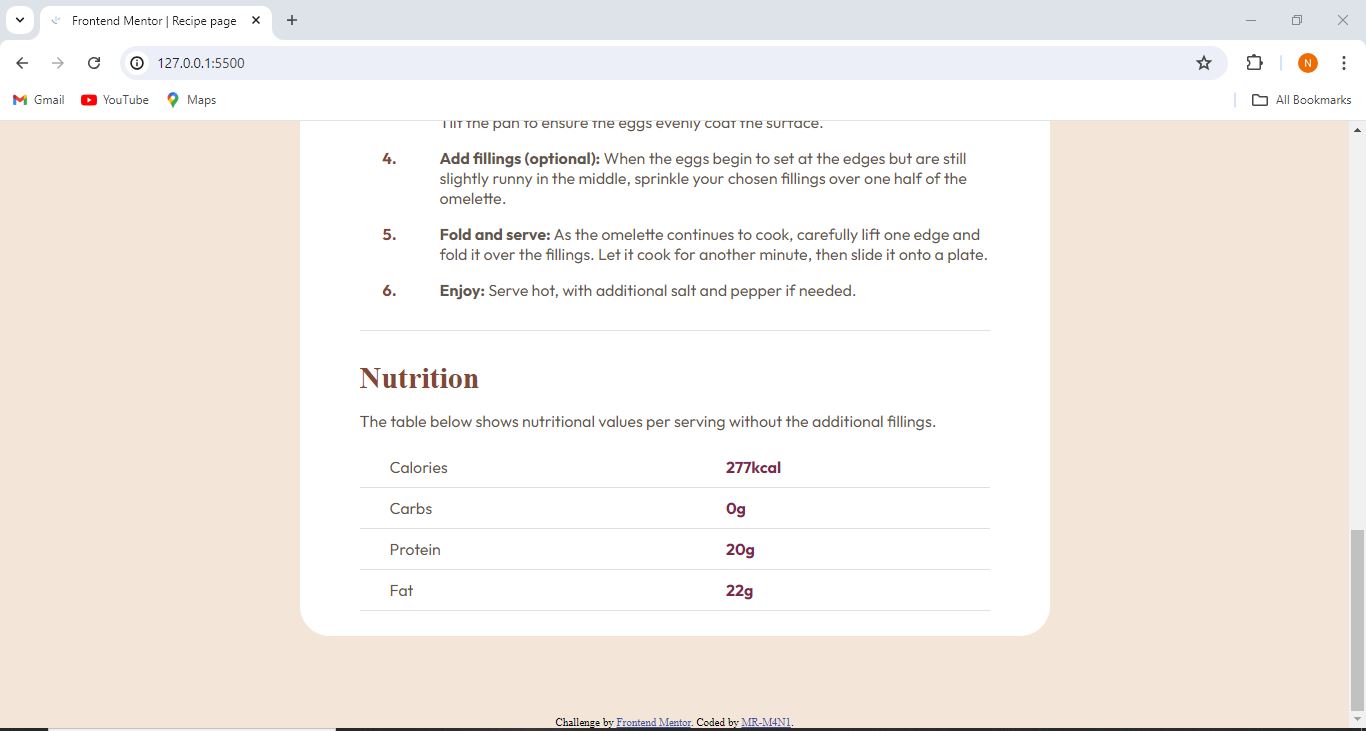 Frontend Mentor | Recipe page
127.0.0.1:5500
N
Gmail
YouTube
Maps
All Bookmarks
Tilt the pan to ensure the eggs evenly coat the surface.
4. Add fillings (optional): When the eggs begin to set at the edges but are still
slightly runny in the middle, sprinkle your chosen fillings over one half of the
omelette.
5. Fold and serve: As the omelette continues to cook, carefully lift one edge and
fold it over the fillings. Let it cook for another minute, then slide it onto a plate.
6. Enjoy: Serve hot, with additional salt and pepper if needed.
Nutrition
The table below shows nutritional values per serving without the additional fillings.
Calories 277kcal
Carbs 0g
Protein 20g
Fat 22g
Challenge by Frontend Mentor. Coded by MR-M4N1.